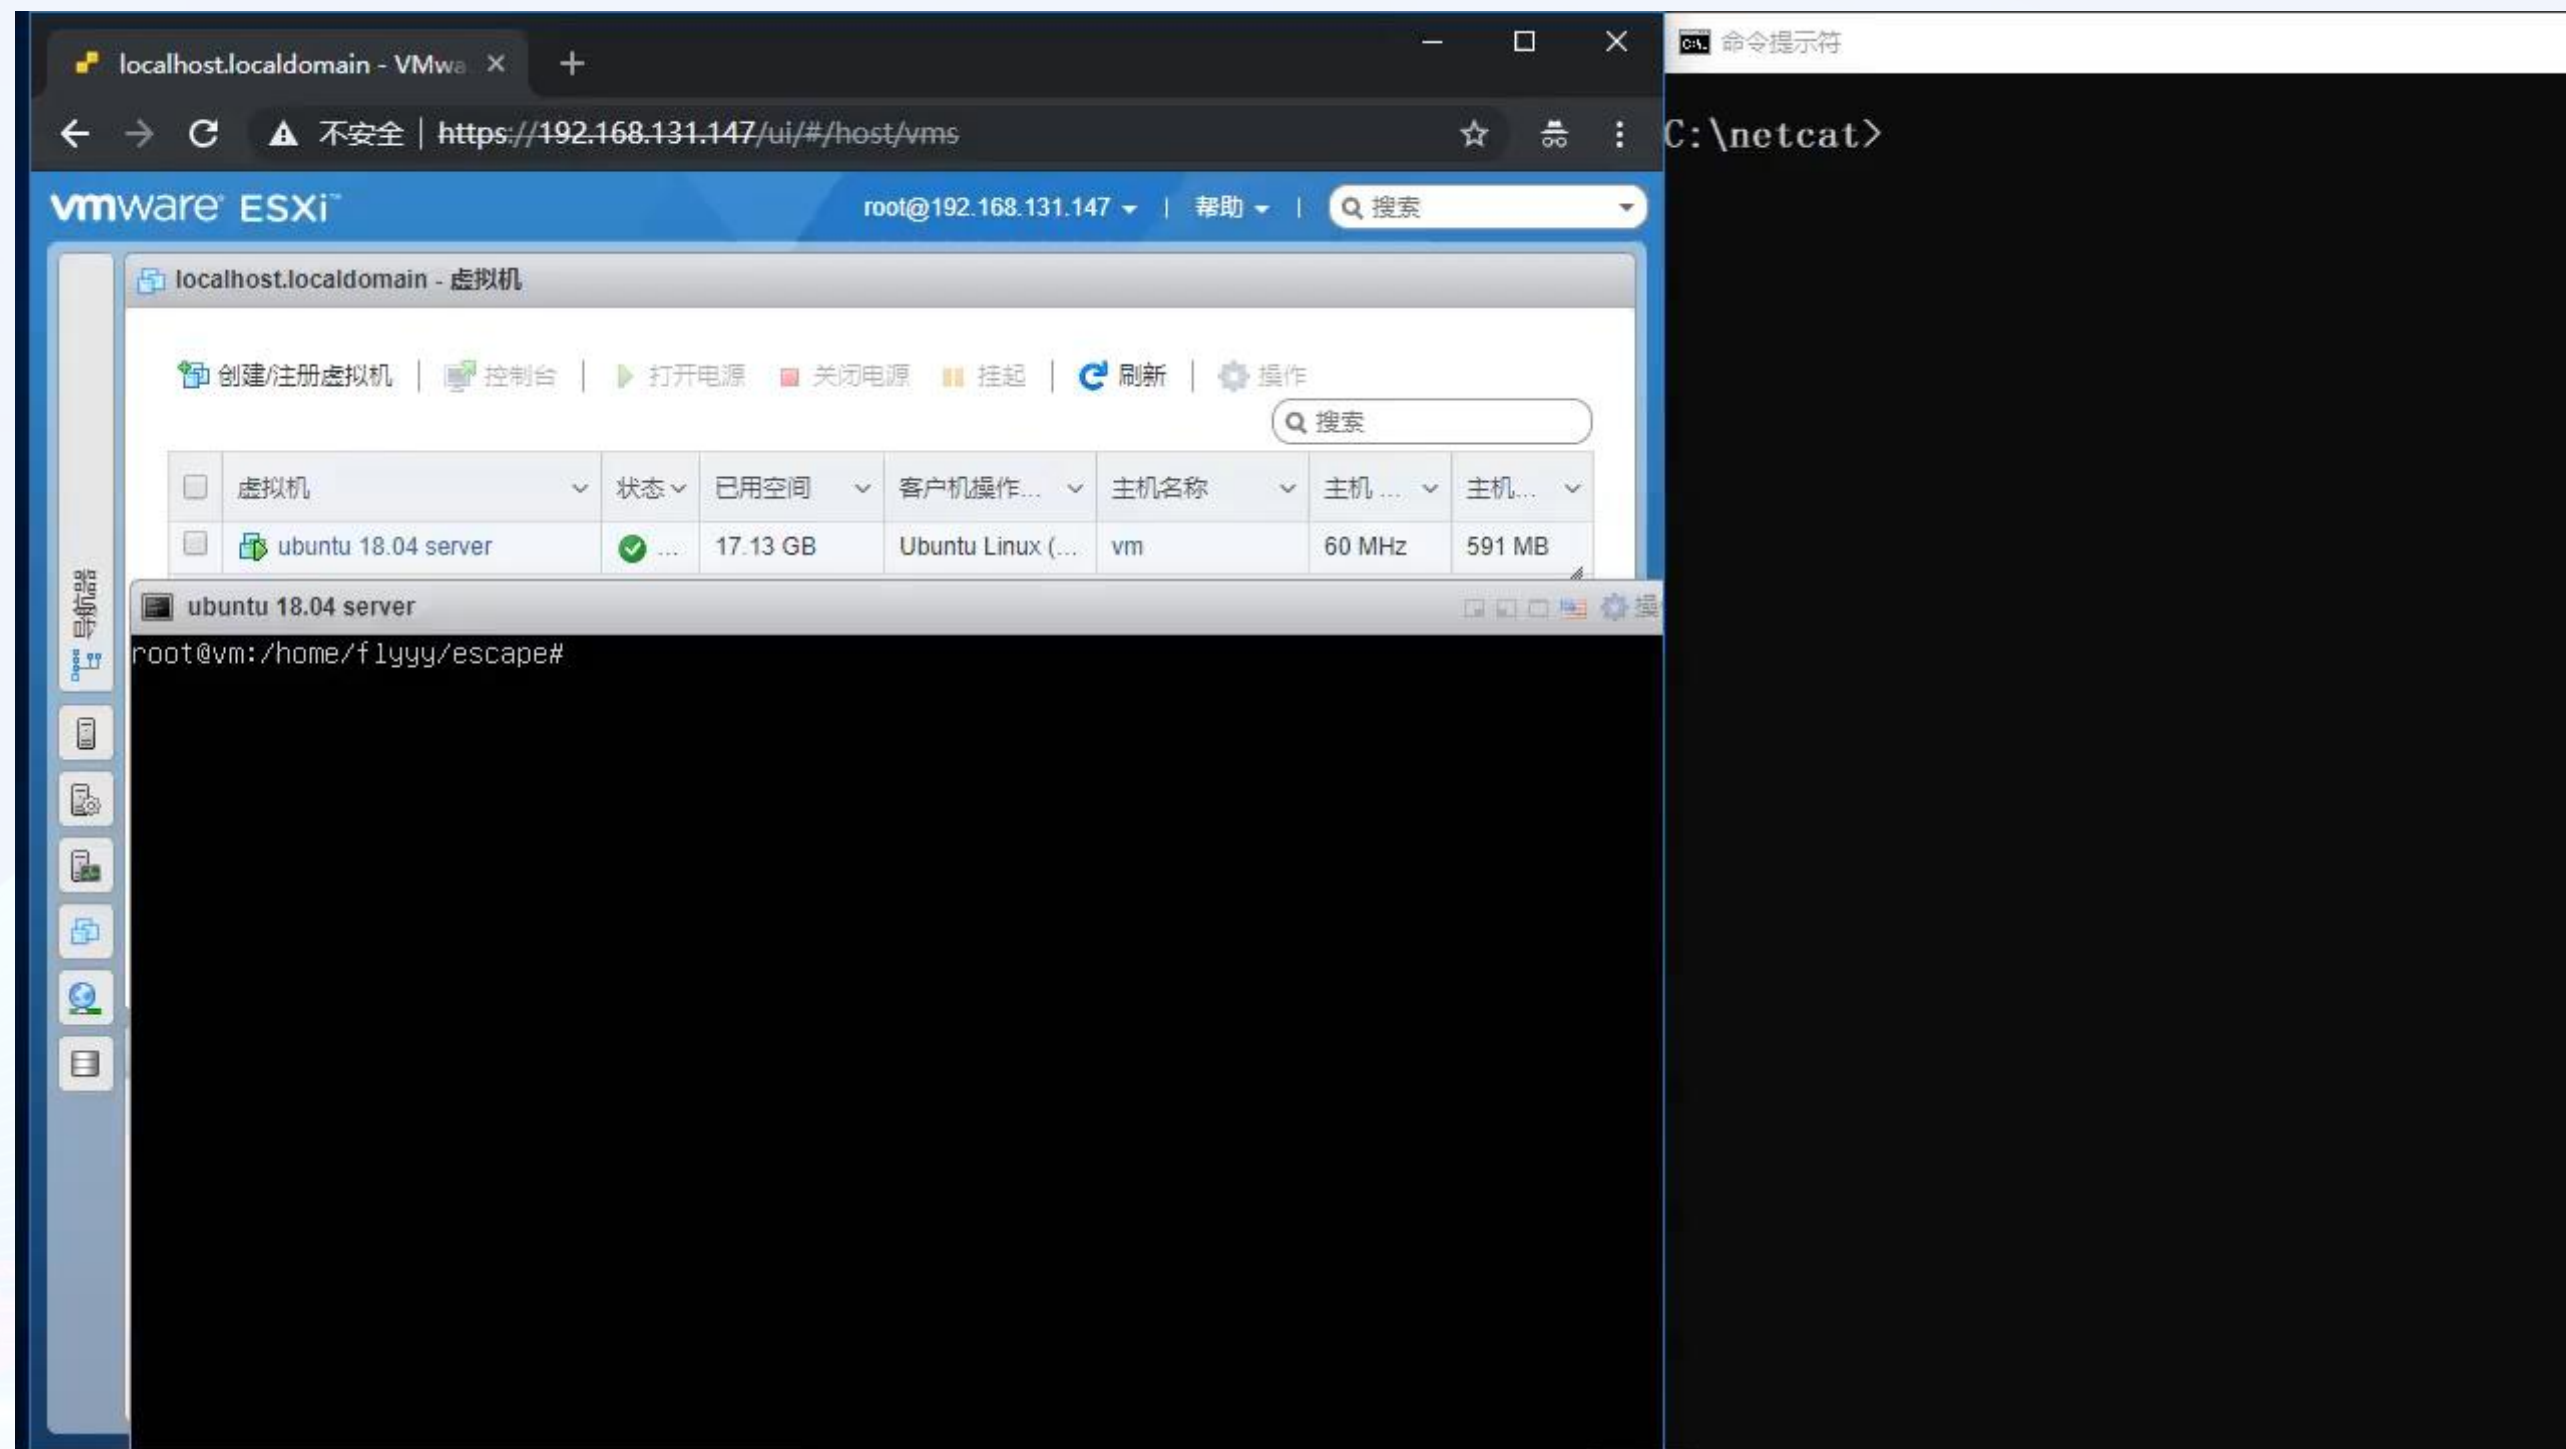 localhost.localdomain - VMwa
不安全 | https://192.168.131.147/ui/#/host/vms
vmware ESXi™
root@192.168.131.147 | 帮助 | 搜索
导航器
localhost.localdomain - 虚拟机
创建/注册虚拟机 | 控制台 | 打开电源 关闭电源 挂起 | 刷新 | 操作
搜索
虚拟机 状态 已用空间 客户机操作... 主机名称 主机 ... 主机...
ubuntu 18.04 server ... 17.13 GB Ubuntu Linux (... vm 60 MHz 591 MB
ubuntu 18.04 server
root@vm:/home/flyyy/escape#
命令提示符
C:\netcat>